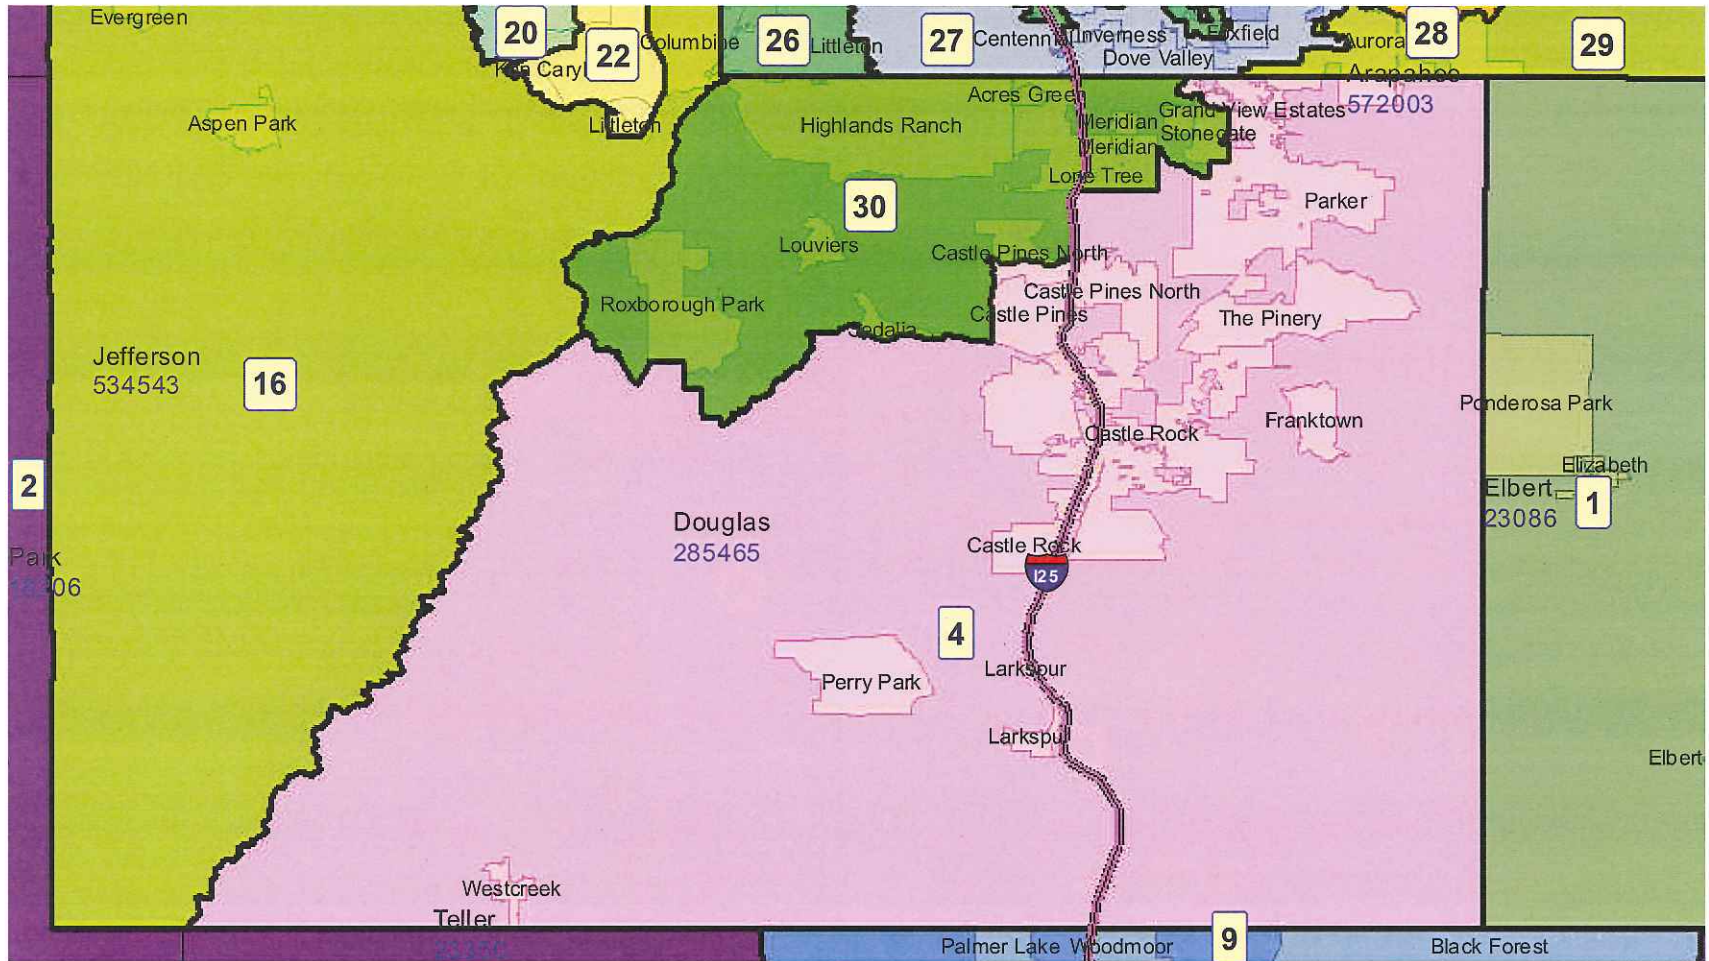 Evergreen
20
22
Columbine
26
Littleton
27
Centennial
Inverness
Foxfield
Dove Valley
Aurora
28
29
Ken Caryl
Arapahoe
572003
Aspen Park
Littleton
Acres Green
Highlands Ranch
Meridian
Grand View Estates
Stonegate
Meridian
Lone Tree
30
Parker
Louviers
Castle Pines North
Castle Pines North
Castle Pines
Roxborough Park
The Pinery
Sedalia
Jefferson
534543
16
Ponderosa Park
Franktown
Castle Rock
Elizabeth
2
Elbert
23086
1
Douglas
285465
Castle Rock
Park
I25
4
Larkspur
Perry Park
Larkspu
Elbert
Westcreek
Teller
9
Palmer Lake
Woodmoor
Black Forest